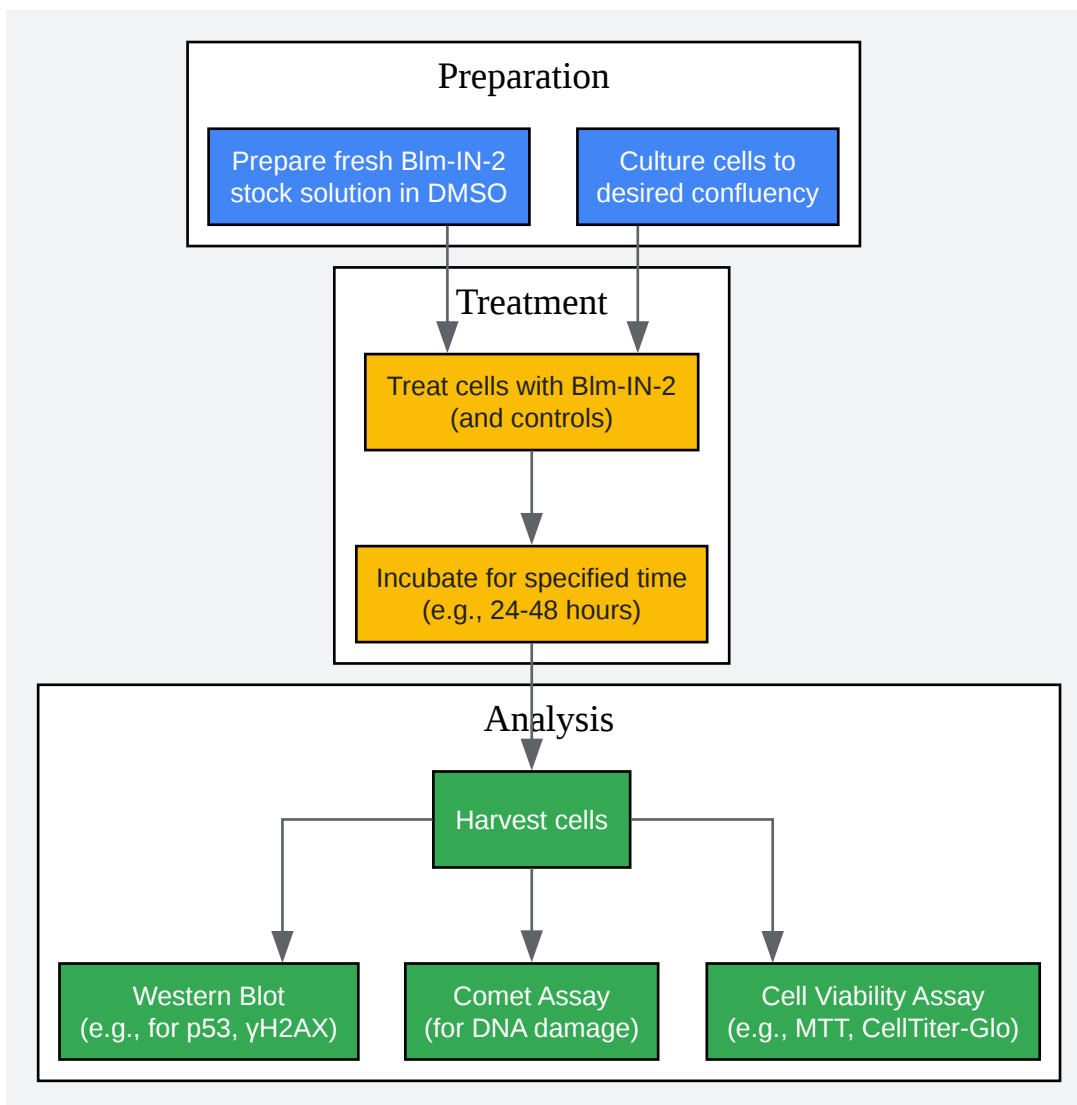 Preparation
Prepare fresh Blm-IN-2
stock solution in DMSO
Culture cells to
desired confluency
Treatment
Treat cells with Blm-IN-2
(and controls)
Incubate for specified time
(e.g., 24-48 hours)
Analysis
Harvest cells
Western Blot
(e.g., for p53, γH2AX)
Comet Assay
(for DNA damage)
Cell Viability Assay
(e.g., MTT, CellTiter-Glo)